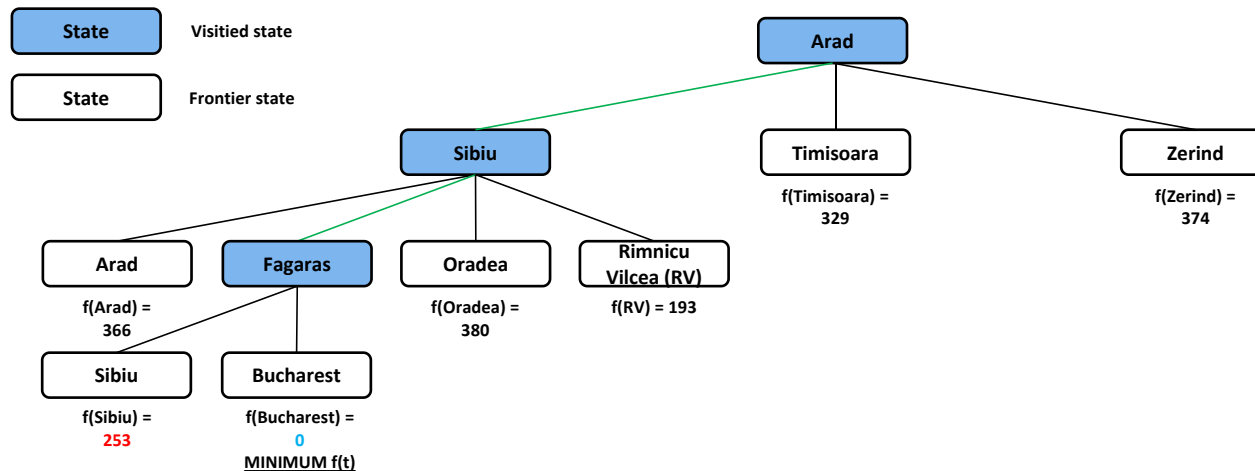 State
Visitied state
State
Frontier state
Arad
Sibiu
Timisoara
Zerind
f(Timisoara) =
329
f(Zerind) =
374
Arad
Fagaras
Oradea
Rimnicu
Vilcea (RV)
f(Arad) =
366
f(Oradea) =
380
f(RV) = 193
Sibiu
Bucharest
f(Sibiu) =
253
f(Bucharest) =
0
MINIMUM f(t)